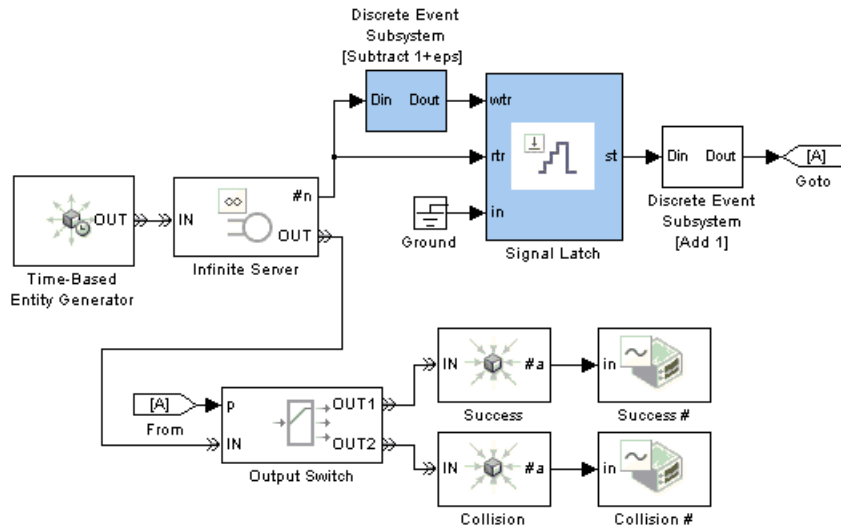 Discrete Event
Subsystem
[Subtract 1+eps]
Din Dout
wtr
rtr
st
in
Signal Latch
Ground
Din Dout
Discrete Event
Subsystem
[Add 1]
[A]
Goto
OUT
Time-Based
Entity Generator
IN
#n
OUT
Infinite Server
[A]
From
p
IN
OUT1
OUT2
Output Switch
IN #a
Success
in
Success #
IN #a
Collision
in
Collision #